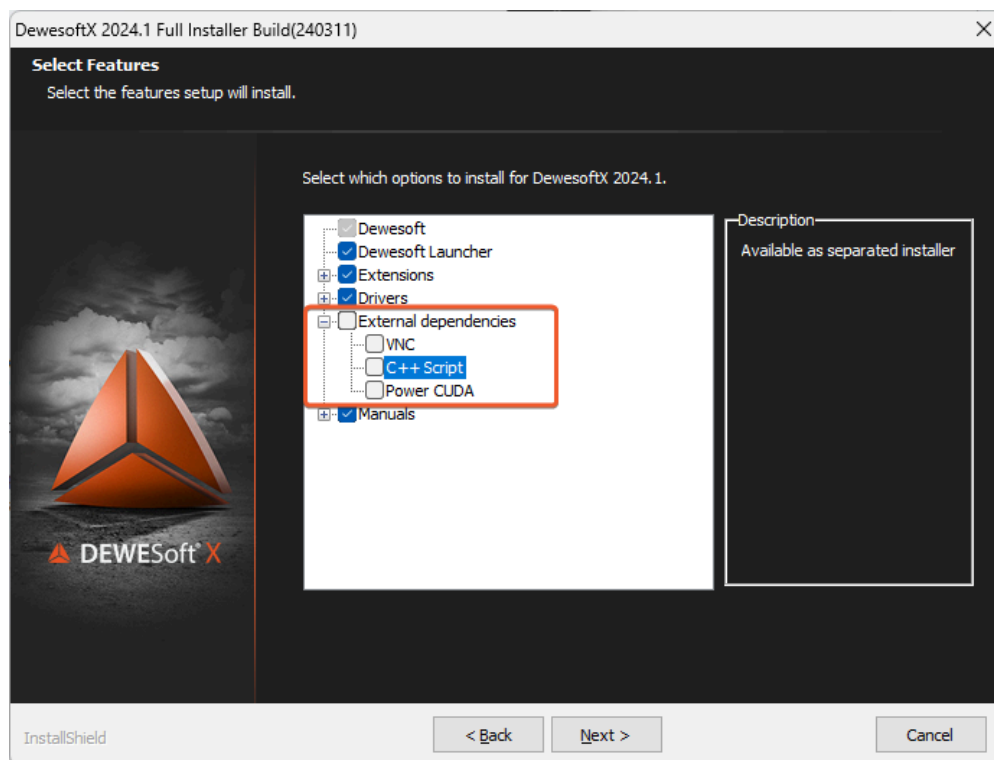 DewesoftX 2024.1 Full Installer Build(240311)
Select Features
Select the features setup will install.
Select which options to install for DewesoftX 2024.1.
Dewesoft
Dewesoft Launcher
Extensions
Drivers
External dependencies
VNC
C++ Script
Power CUDA
Manuals
Description
Available as separated installer
DEWESoft® X
InstallShield
< Back
Next >
Cancel